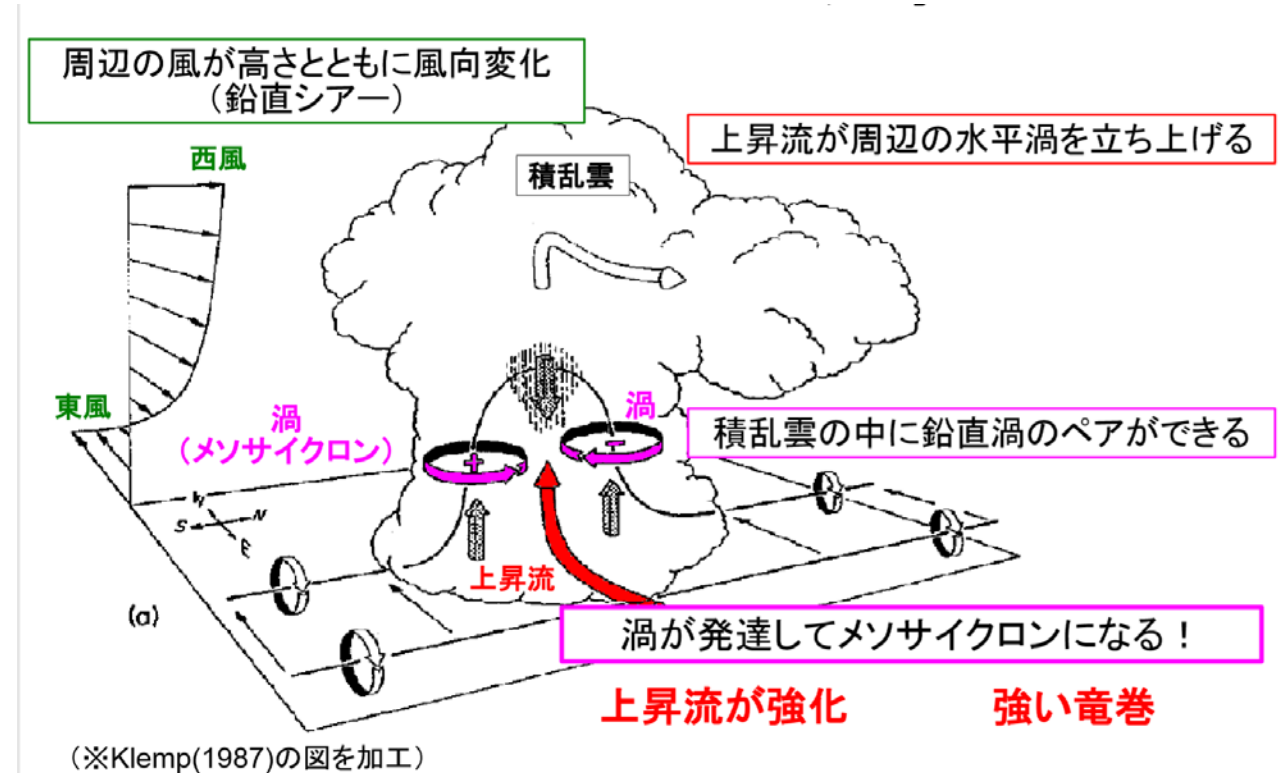 周辺の風が高さとともに風向変化
（鉛直シアー）
上昇流が周辺の水平渦を立ち上げる
西風
積乱雲
東風
渦
（メソサイクロン）
渦
積乱雲の中に鉛直渦のペアができる
+
-
W
S
N
E
上昇流
(a)
渦が発達してメソサイクロンになる！
上昇流が強化
強い竜巻
（※Klemp(1987)の図を加工）